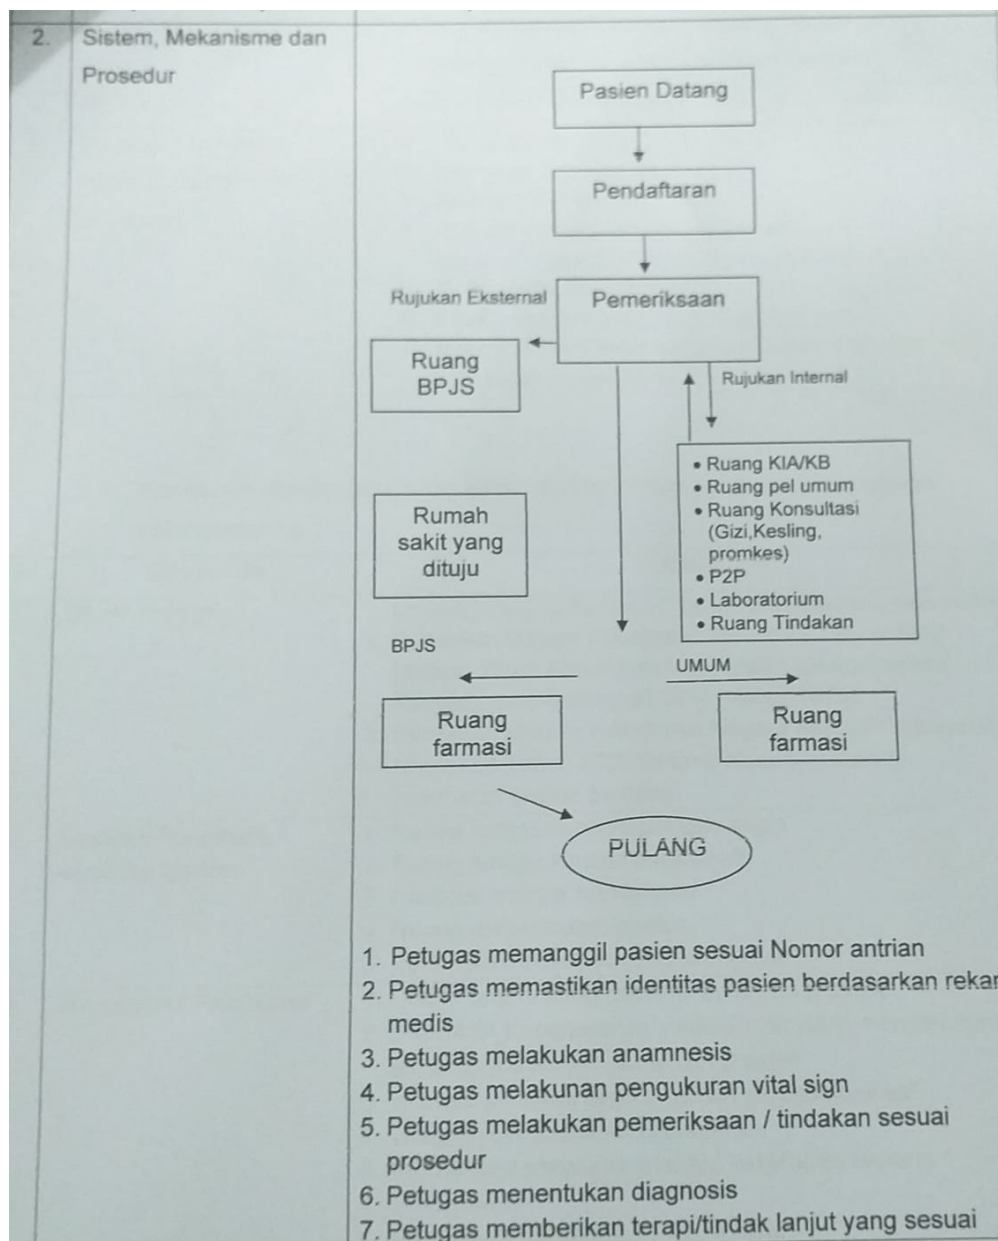 2. Sistem, Mekanisme dan
Prosedur
Pasien Datang
Pendaftaran
Rujukan Eksternal
Pemeriksaan
Ruang
BPJS
Rujukan Internal
• Ruang KIA/KB
• Ruang pel umum
• Ruang Konsultasi
(Gizi,Kesling,
promkes)
• P2P
• Laboratorium
• Ruang Tindakan
Rumah
sakit yang
dituju
BPJS
UMUM
Ruang
farmasi
Ruang
farmasi
PULANG
1. Petugas memanggil pasien sesuai Nomor antrian
2. Petugas memastikan identitas pasien berdasarkan rekam
medis
3. Petugas melakukan anamnesis
4. Petugas melakunan pengukuran vital sign
5. Petugas melakukan pemeriksaan / tindakan sesuai
prosedur
6. Petugas menentukan diagnosis
7. Petugas memberikan terapi/tindak lanjut yang sesuai